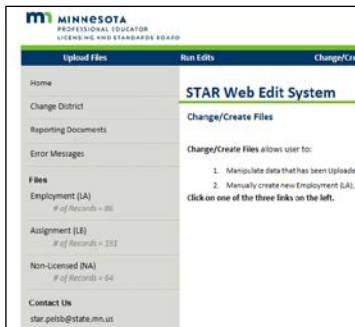 MINNESOTA
PROFESSIONAL EDUCATOR
LICENSING AND STANDARDS BOARD
Upload Files Run Edits Change/Cre
Home
Change District
Reporting Documents
Error Messages
Files
Employment (LA)
# of Records = 86
Assignment (LB)
# of Records = 151
Non-Licensed (NA)
# of Records = 64
Contact Us
star.pelsb@state.mn.us
STAR Web Edit System
Change/Create Files
Change/Create Files allows user to:
1. Manipulate data that has been Uploade
2. Manually create new Employment (LA),
Click on one of the three links on the left.